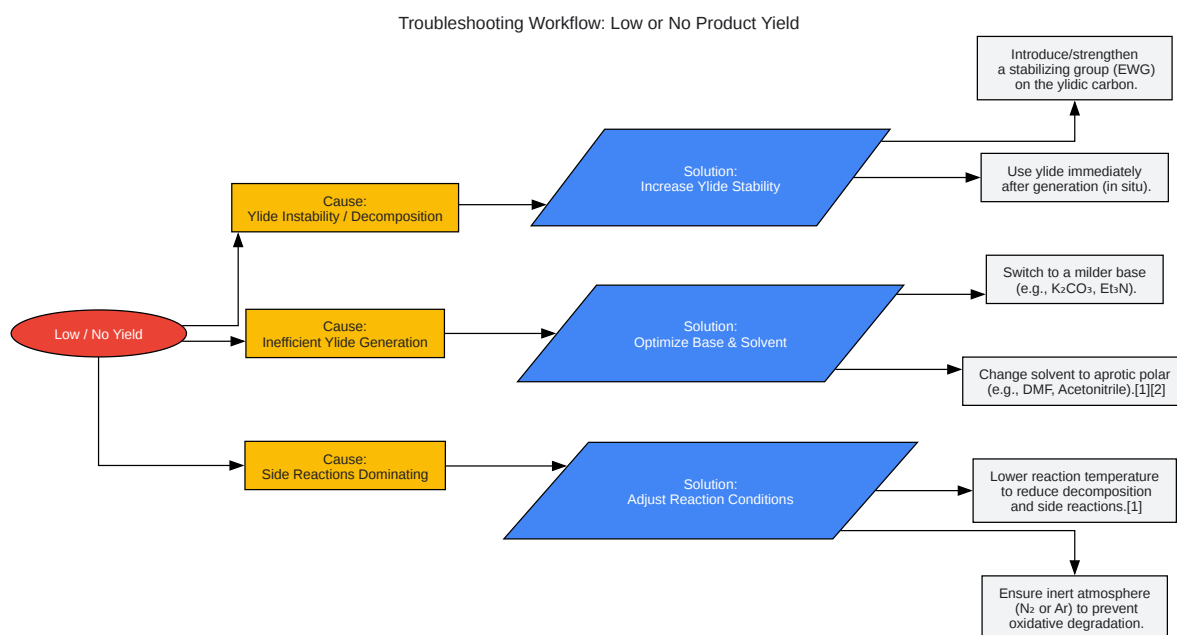 Troubleshooting Workflow: Low or No Product Yield
Introduce/strengthen
a stabilizing group (EWG)
on the ylidic carbon.
Solution:
Increase Ylide Stability
Use ylide immediately
after generation (in situ).
Cause:
Ylide Instability / Decomposition
Switch to a milder base
(e.g., K₂CO₃, Et₃N).
Low / No Yield
Cause:
Inefficient Ylide Generation
Solution:
Optimize Base & Solvent
Change solvent to aprotic polar
(e.g., DMF, Acetonitrile).[1][2]
Cause:
Side Reactions Dominating
Solution:
Adjust Reaction Conditions
Lower reaction temperature
to reduce decomposition
and side reactions.[1]
Ensure inert atmosphere
(N₂ or Ar) to prevent
oxidative degradation.